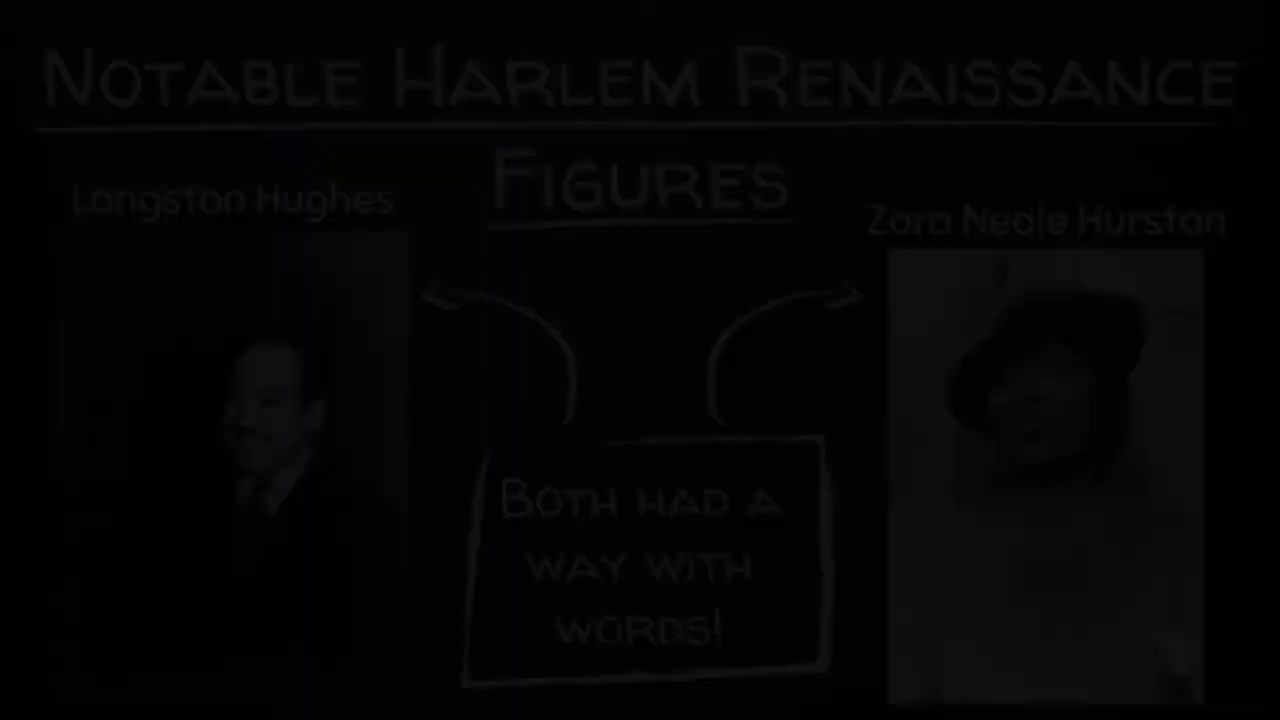 NOTABLE HARLEM RENAISSANCE
FIGURES
Langston Hughes
Zora Neale Hurston
BOTH HAD A
WAY WITH
WORDS!